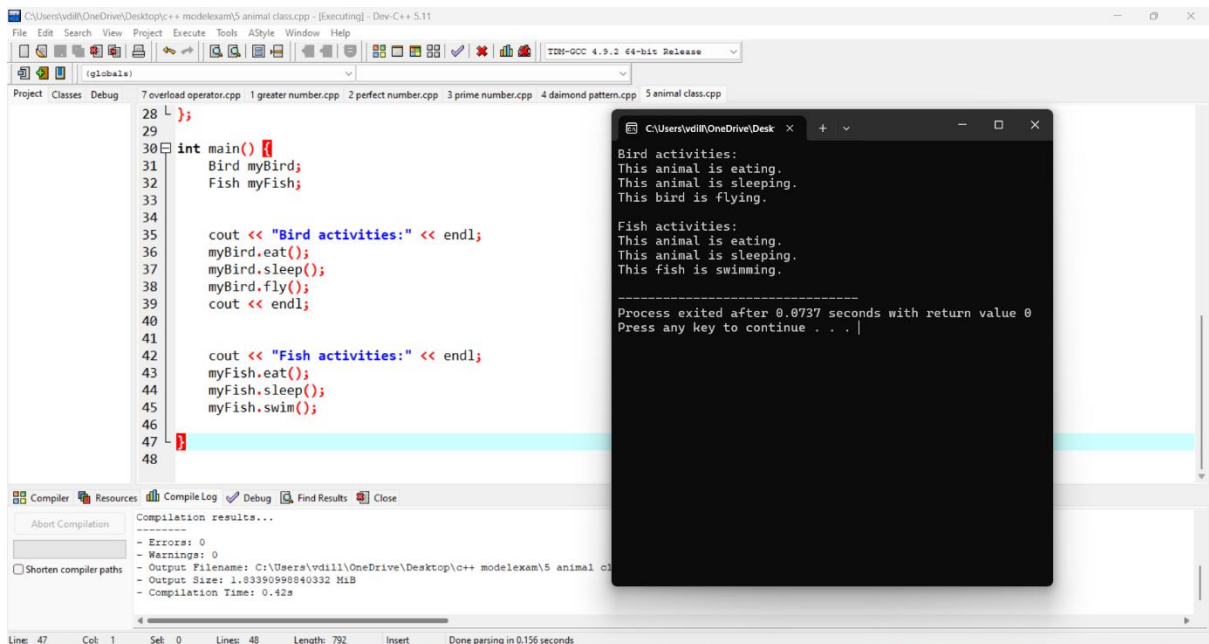 C:\Users\vdill\OneDrive\Desktop\c++ modelexam\5 animal class.cpp - [Executing] - Dev-C++ 5.11
File Edit Search View Project Execute Tools AStyle Window Help
TDM-GCC 4.9.2 64-bit Release
(globals)
Project Classes Debug
7 overload operator.cpp 1 greater number.cpp 2 perfect number.cpp 3 prime number.cpp 4 daimond pattern.cpp 5 animal class.cpp
28 };
29
30 int main() {
31 Bird myBird;
32 Fish myFish;
33
34
35 cout << "Bird activities:" << endl;
36 myBird.eat();
37 myBird.sleep();
38 myBird.fly();
39 cout << endl;
40
41
42 cout << "Fish activities:" << endl;
43 myFish.eat();
44 myFish.sleep();
45 myFish.swim();
46
47 }
48
C:\Users\vdill\OneDrive\Desk
Bird activities:
This animal is eating.
This animal is sleeping.
This bird is flying.
Fish activities:
This animal is eating.
This animal is sleeping.
This fish is swimming.
--------------------------------
Process exited after 0.0737 seconds with return value 0
Press any key to continue . . .
Compiler Resources Compile Log Debug Find Results Close
Abort Compilation
Shorten compiler paths
Compilation results...
--------
- Errors: 0
- Warnings: 0
- Output Filename: C:\Users\vdill\OneDrive\Desktop\c++ modelexam\5 animal cl
- Output Size: 1.83390998840332 MiB
- Compilation Time: 0.42s
Line: 47 Col: 1 Sel: 0 Lines: 48 Length: 792 Insert Done parsing in 0.156 seconds